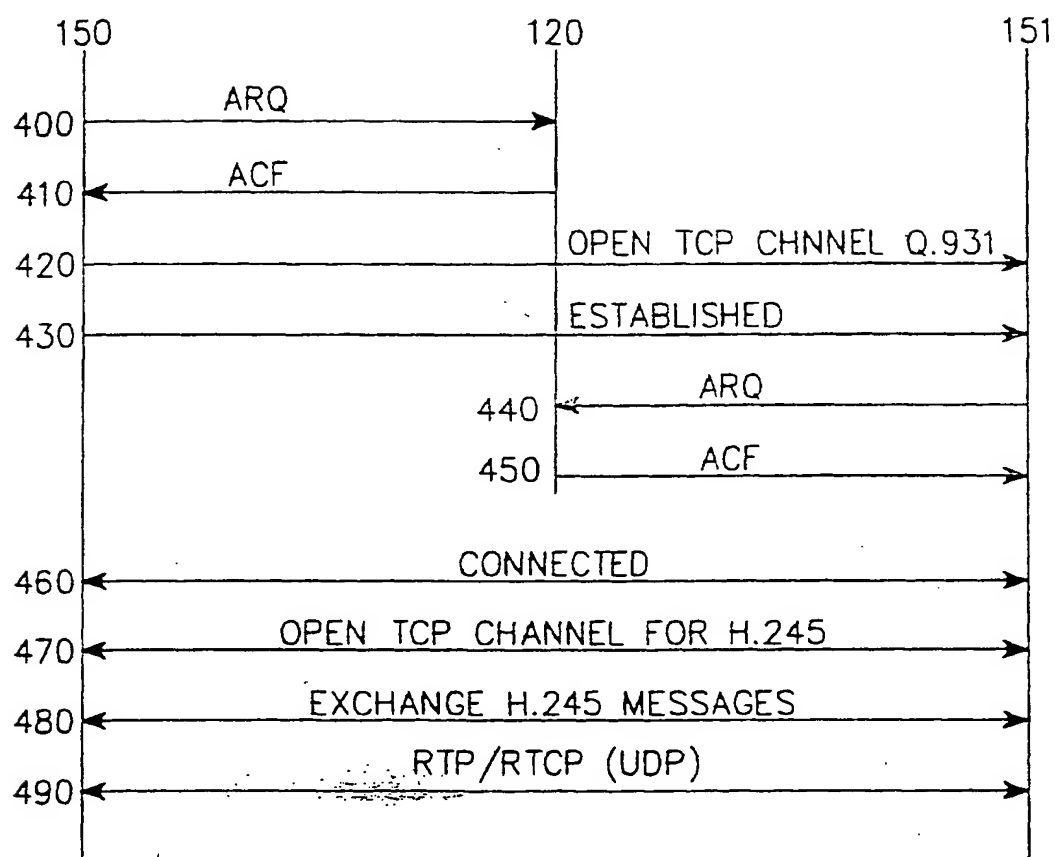 150 120 151
ARQ
400
ACF
410
OPEN TCP CHNNEL Q.931
420
ESTABLISHED
430
ARQ
440
ACF
450
CONNECTED
460
OPEN TCP CHANNEL FOR H.245
470
EXCHANGE H.245 MESSAGES
480
RTP/RTCP (UDP)
490